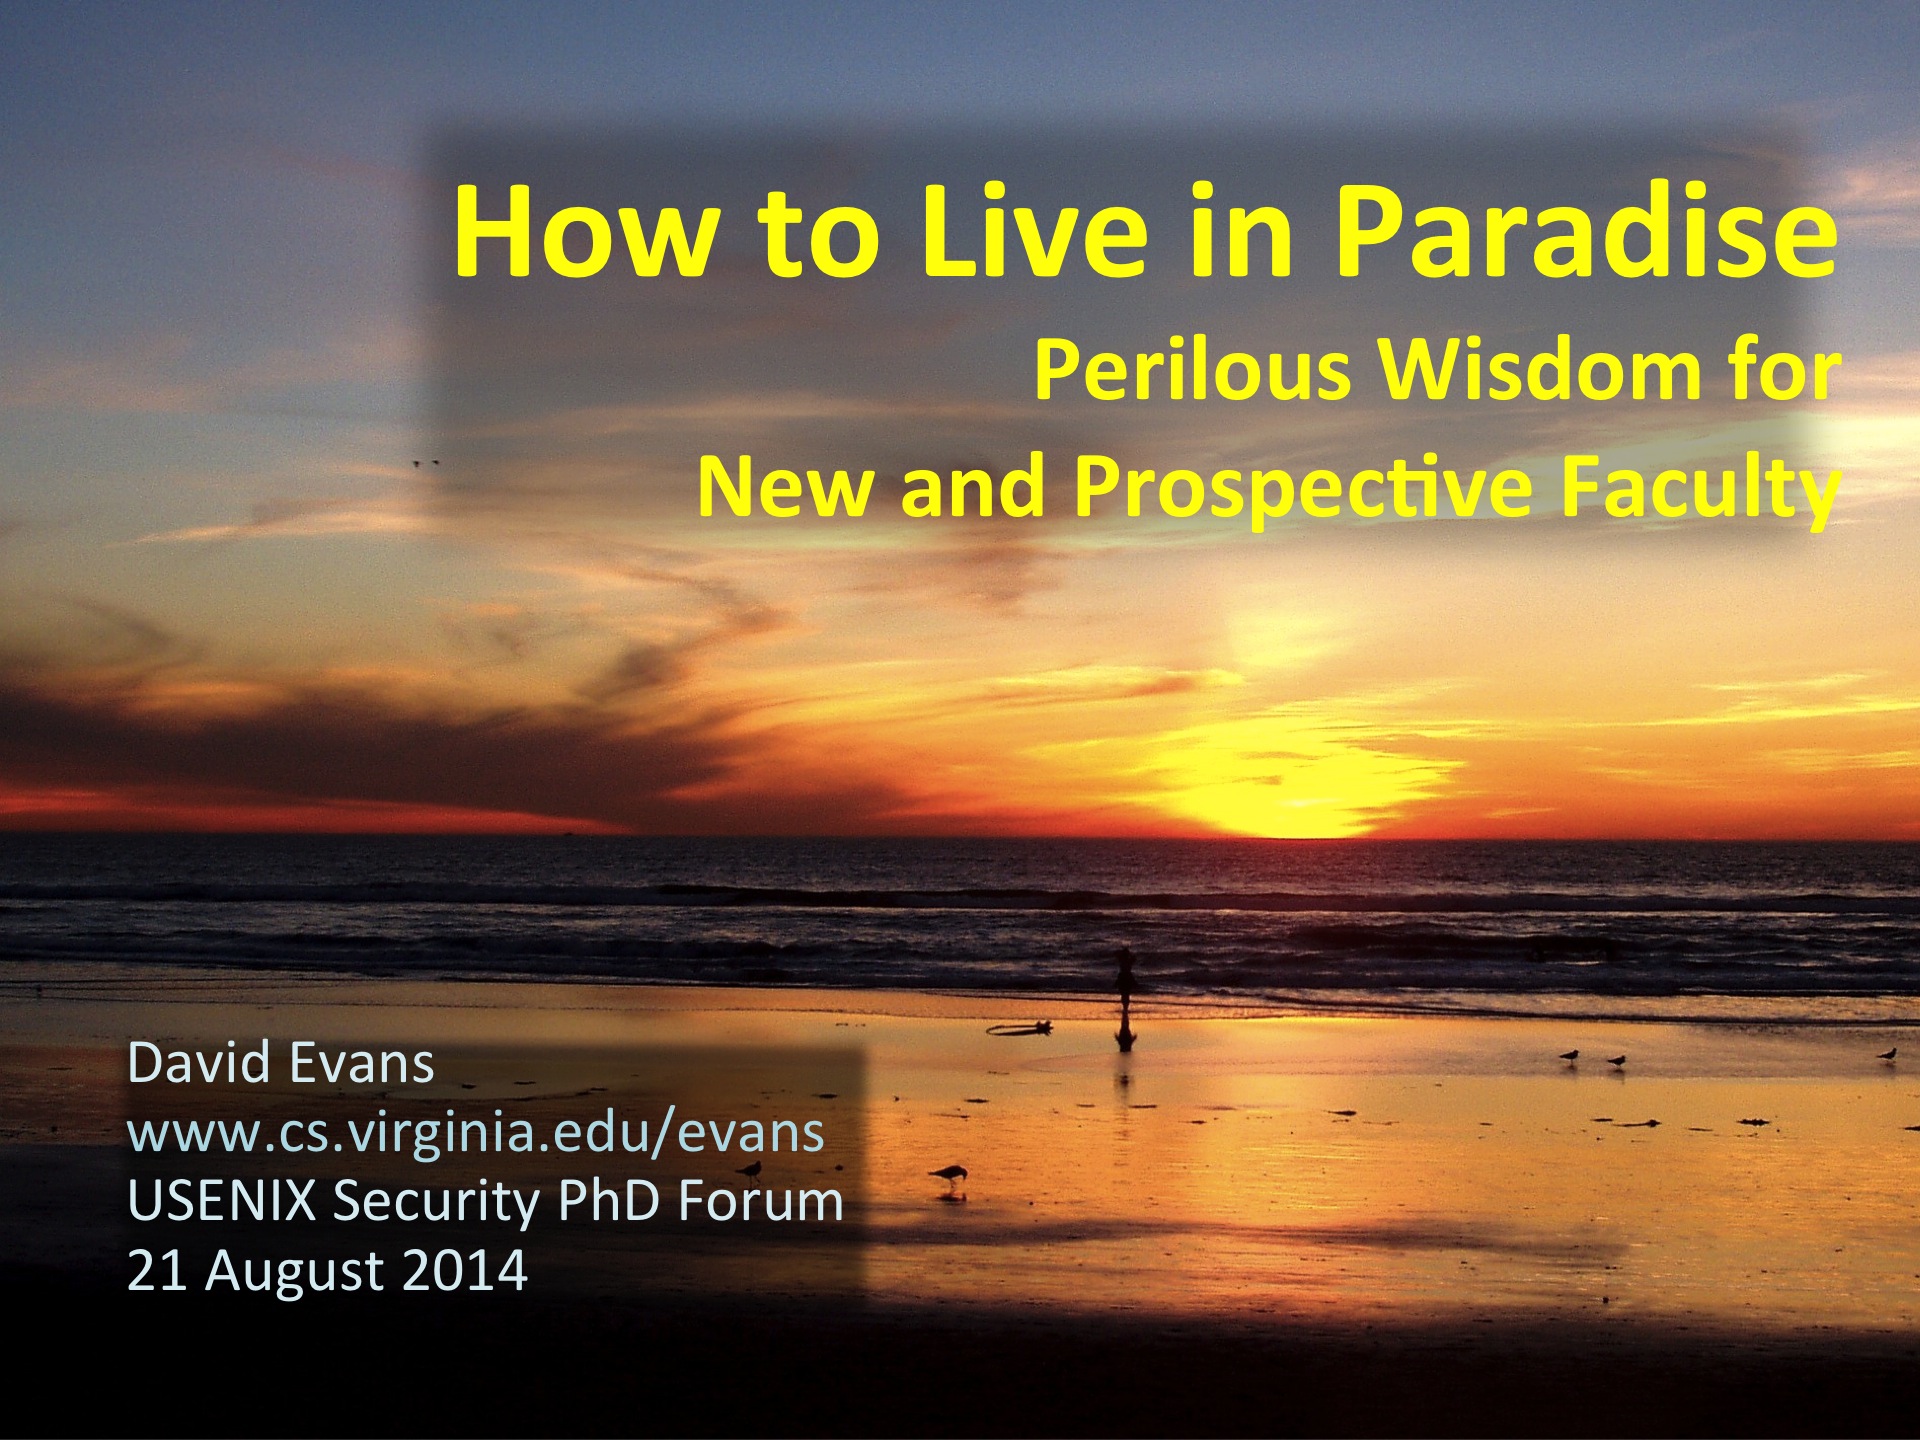 How to Live in Paradise
Perilous Wisdom for
New and Prospective Faculty
David Evans
www.cs.virginia.edu/evans
USENIX Security PhD Forum
21 August 2014